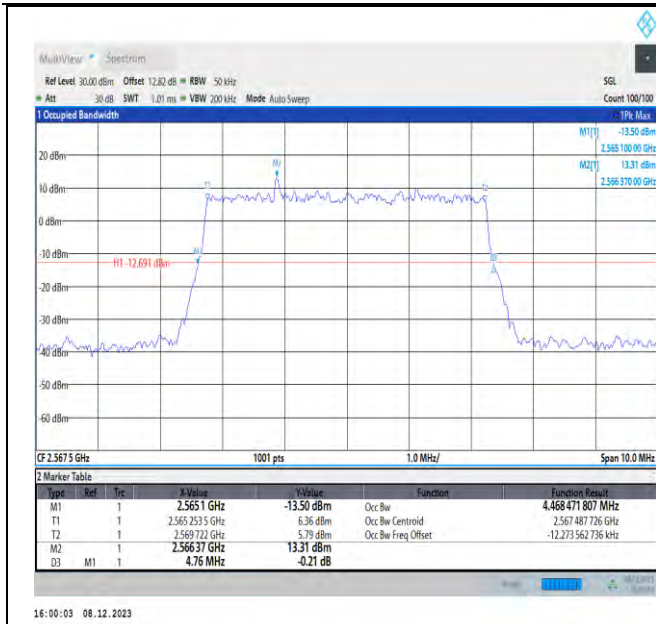 MultiView Spectrum
Ref Level 30.00 dBm Offset 12.82 dB RBW 50 kHz SGL
Att 30 dB SWT 1.01 ms VBW 200 kHz Mode Auto Sweep Count 100/100
1 Occupied Bandwidth 1Pk Max
M1[1] -13.50 dBm
2.565 100 00 GHz
M2[1] 13.31 dBm
2.566 370 00 GHz
20 dBm
10 dBm
0 dBm
-10 dBm
-20 dBm
-30 dBm
-40 dBm
-50 dBm
-60 dBm
M2
T1
T2
M1
D3
H1 -12.691 dBm
CF 2.567 5 GHz 1001 pts 1.0 MHz/ Span 10.0 MHz
2 Marker Table
Type Ref Trc X-Value Y-Value Function Function Result
M1 1 2.565 1 GHz -13.50 dBm Occ Bw 4.468 471 807 MHz
T1 1 2.565 253 5 GHz 6.36 dBm Occ Bw Centroid 2.567 487 726 GHz
T2 1 2.569 722 GHz 5.79 dBm Occ Bw Freq Offset -12.273 562 736 kHz
M2 1 2.566 37 GHz 13.31 dBm
D3 M1 1 4.76 MHz -0.21 dB
16:00:03 08.12.2023